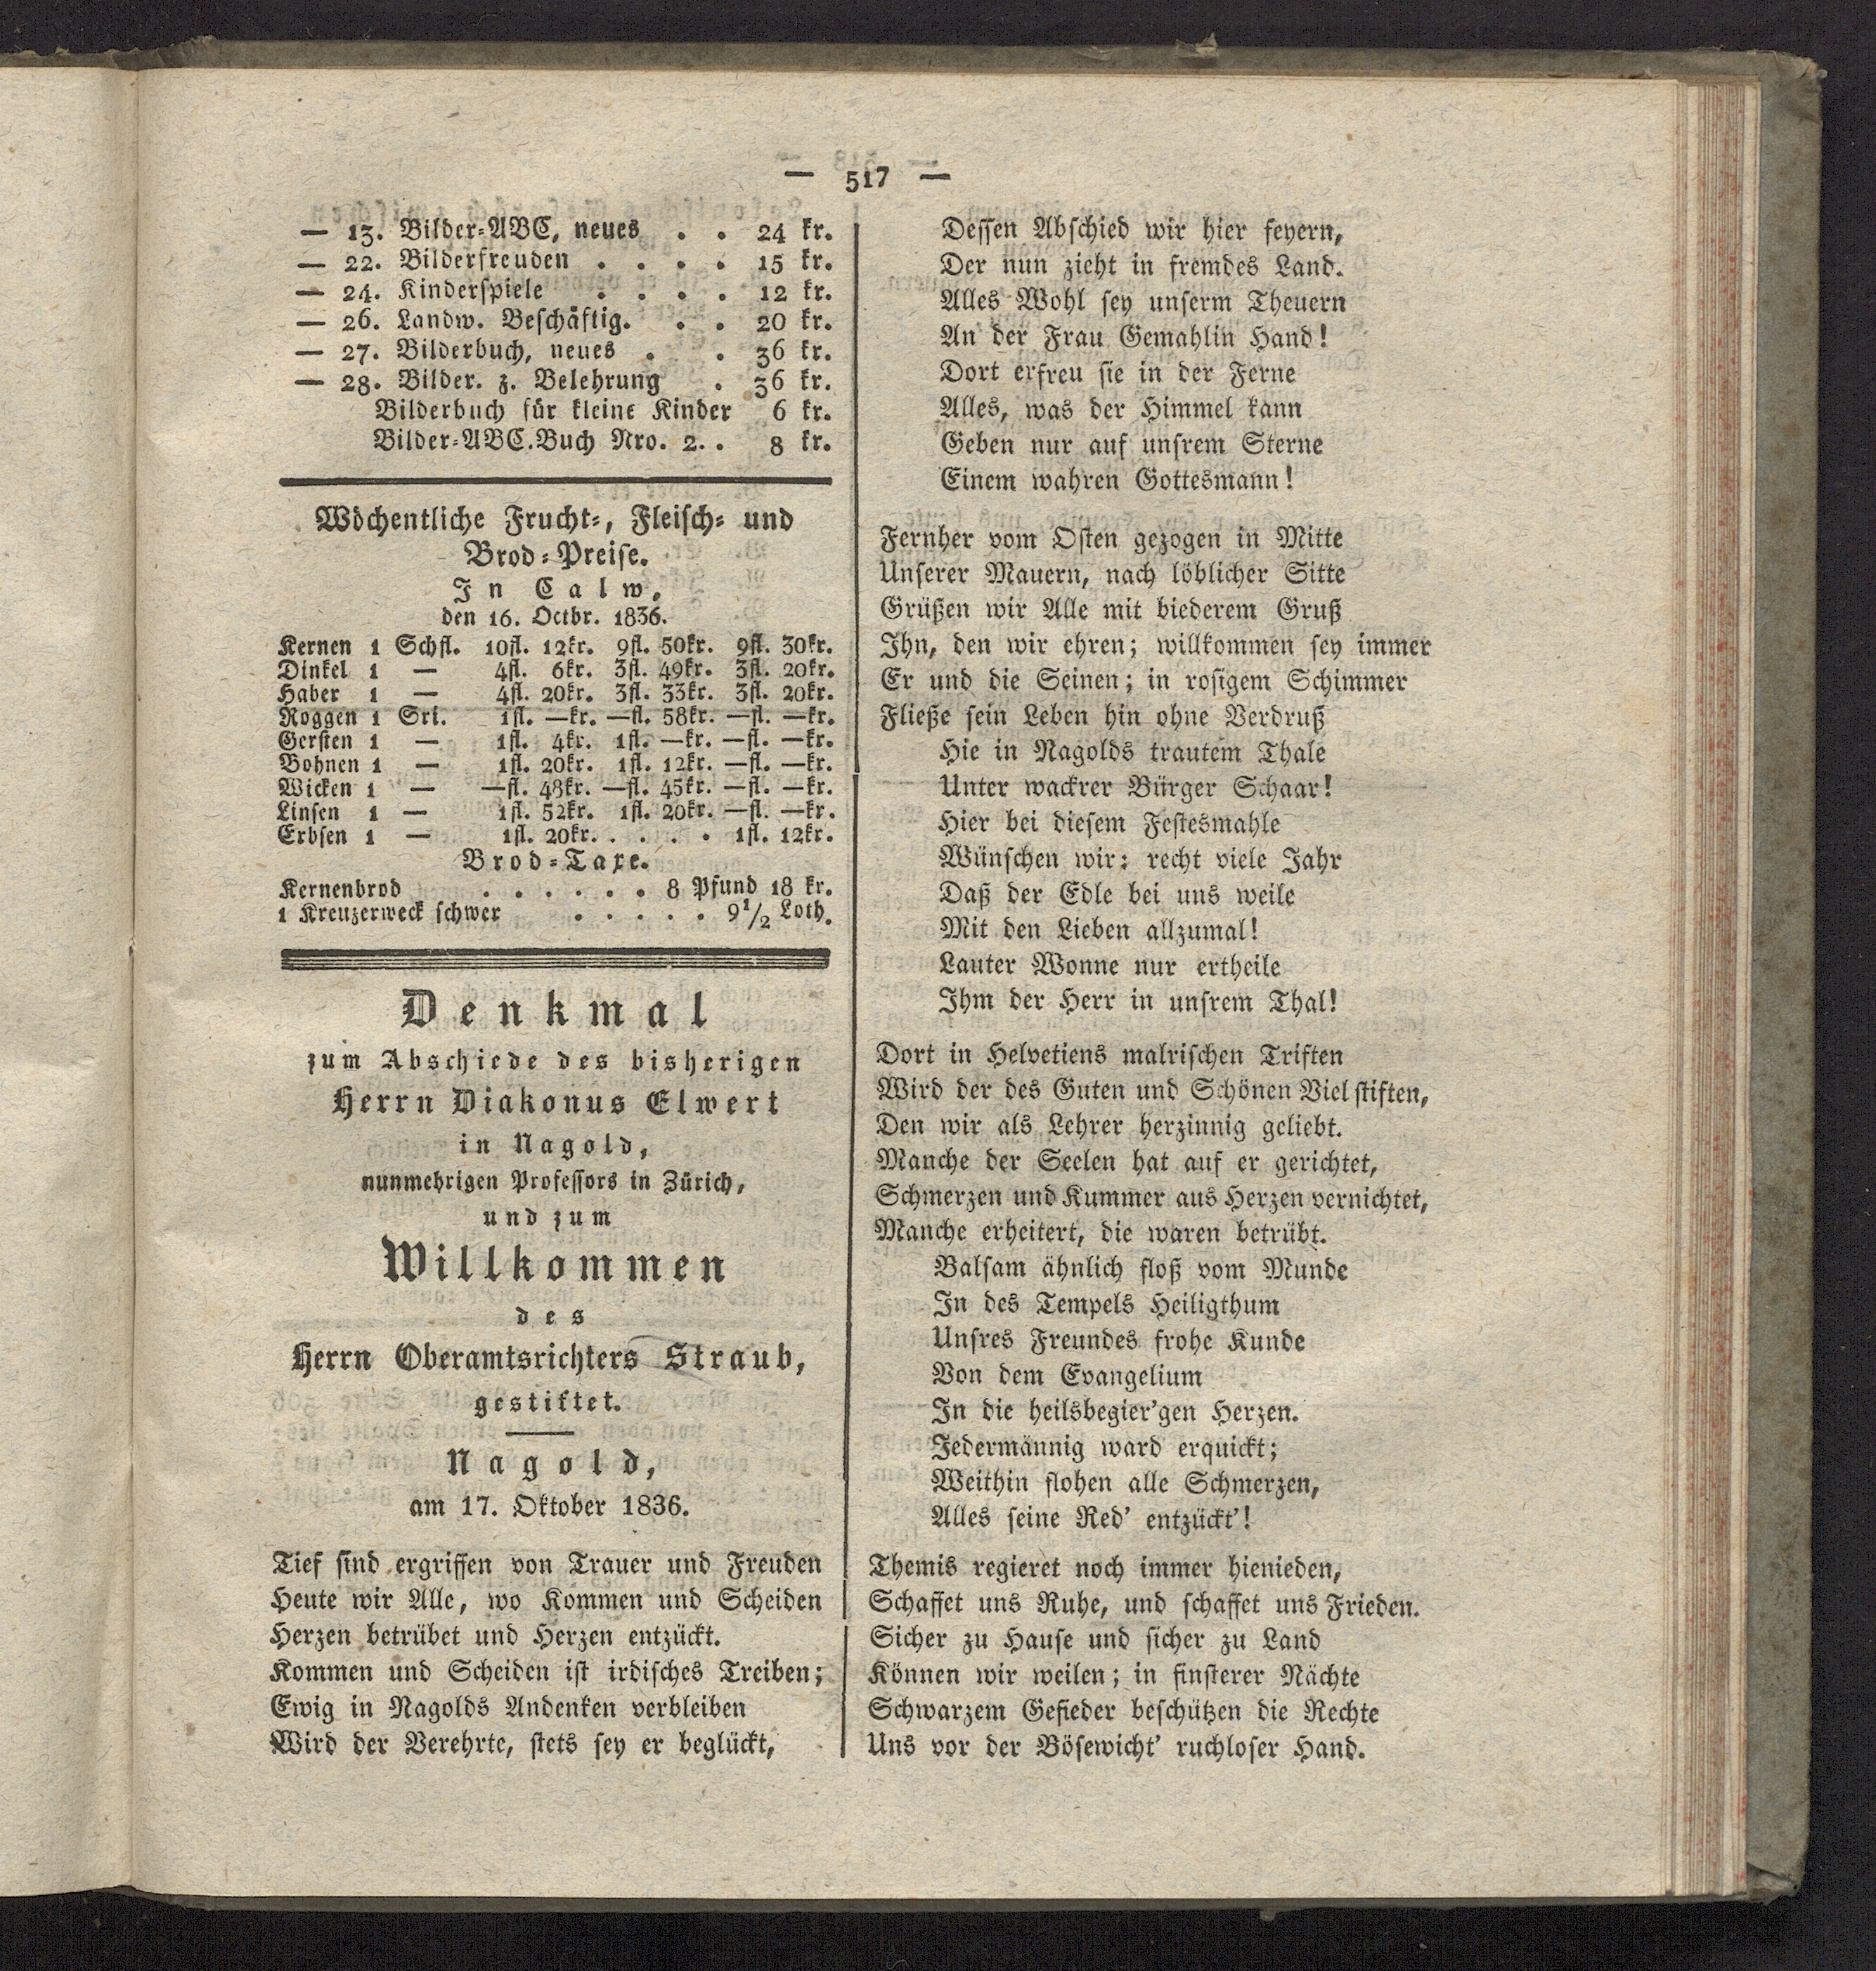 — 517 —
— 13. Bilder-ABC, neues . . 24 kr.
— 22. Bilderfreuden . . . . 15 kr.
— 24. Kinderspiele . . . . 12 kr.
— 26. Landw. Beschäftig. . . 20 kr.
— 27. Bilderbuch, neues . . 36 kr.
— 28. Bilder. z. Belehrung . 36 kr.
Bilderbuch für kleine Kinder 6 kr.
Bilder-ABC.Buch Nro. 2. . 8 kr.
Wöchentliche Frucht-, Fleisch- und
Brod-Preise.
In Calw,
den 16. Octbr. 1836.
Kernen 1 Schfl. 10fl. 12kr. 9fl. 50kr. 9fl. 30kr.
Dinkel 1 — 4fl. 6kr. 3fl. 49kr. 3fl. 20kr.
Haber 1 — 4fl. 20kr. 3fl. 33kr. 3fl. 20kr.
Roggen 1 Sri. 1fl. —kr. —fl. 58kr. —fl. —kr.
Gersten 1 — 1fl. 4kr. 1fl. —kr. —fl. —kr.
Bohnen 1 — 1fl. 20kr. 1fl. 12kr. —fl. —kr.
Wicken 1 — —fl. 48kr. —fl. 45kr. —fl. —kr.
Linsen 1 — 1fl. 52kr. 1fl. 20kr. —fl. —kr.
Erbsen 1 — 1fl. 20kr. . . . . 1fl. 12kr.
Brod-Taxe.
Kernenbrod . . . . . . 8 Pfund 18 kr.
1 Kreuzerweck schwer . . . . . 9 1/2 Loth.
Denkmal
zum Abschiede des bisherigen
Herrn Diakonus Elwert
in Nagold,
nunmehrigen Professors in Zürich,
und zum
Willkommen
des
Herrn Oberamtsrichters Straub,
gestiftet.
Nagold,
am 17. Oktober 1836.
Tief sind ergriffen von Trauer und Freuden
Heute wir Alle, wo Kommen und Scheiden
Herzen betrübet und Herzen entzückt.
Kommen und Scheiden ist irdisches Treiben;
Ewig in Nagolds Andenken verbleiben
Wird der Verehrte, stets sey er beglückt,
Dessen Abschied wir hier feyern,
Der nun zieht in fremdes Land.
Alles Wohl sey unserm Theuern
An der Frau Gemahlin Hand!
Dort erfreu sie in der Ferne
Alles, was der Himmel kann
Geben nur auf unsrem Sterne
Einem wahren Gottesmann!
Fernher vom Osten gezogen in Mitte
Unserer Mauern, nach löblicher Sitte
Grüßen wir Alle mit biederem Gruß
Ihn, den wir ehren; willkommen sey immer
Er und die Seinen; in rosigem Schimmer
Fließe sein Leben hin ohne Verdruß
Hie in Nagolds trautem Thale
Unter wackrer Bürger Schaar!
Hier bei diesem Festesmahle
Wünschen wir: recht viele Jahr
Daß der Edle bei uns weile
Mit den Lieben allzumal!
Lauter Wonne nur ertheile
Ihm der Herr in unsrem Thal!
Dort in Helvetiens malrischen Triften
Wird der des Guten und Schönen Viel stiften,
Den wir als Lehrer herzinnig geliebt.
Manche der Seelen hat auf er gerichtet,
Schmerzen und Kummer aus Herzen vernichtet,
Manche erheitert, die waren betrübt.
Balsam ähnlich floß vom Munde
In des Tempels Heiligthum
Unsres Freundes frohe Kunde
Von dem Evangelium
In die heilsbegier'gen Herzen.
Jedermännig ward erquickt;
Weithin flohen alle Schmerzen,
Alles seine Red' entzückt'!
Themis regieret noch immer hienieden,
Schaffet uns Ruhe, und schaffet uns Frieden.
Sicher zu Hause und sicher zu Land
Können wir weilen; in finsterer Nächte
Schwarzem Gefieder beschützen die Rechte
Uns vor der Bösewicht' ruchloser Hand.